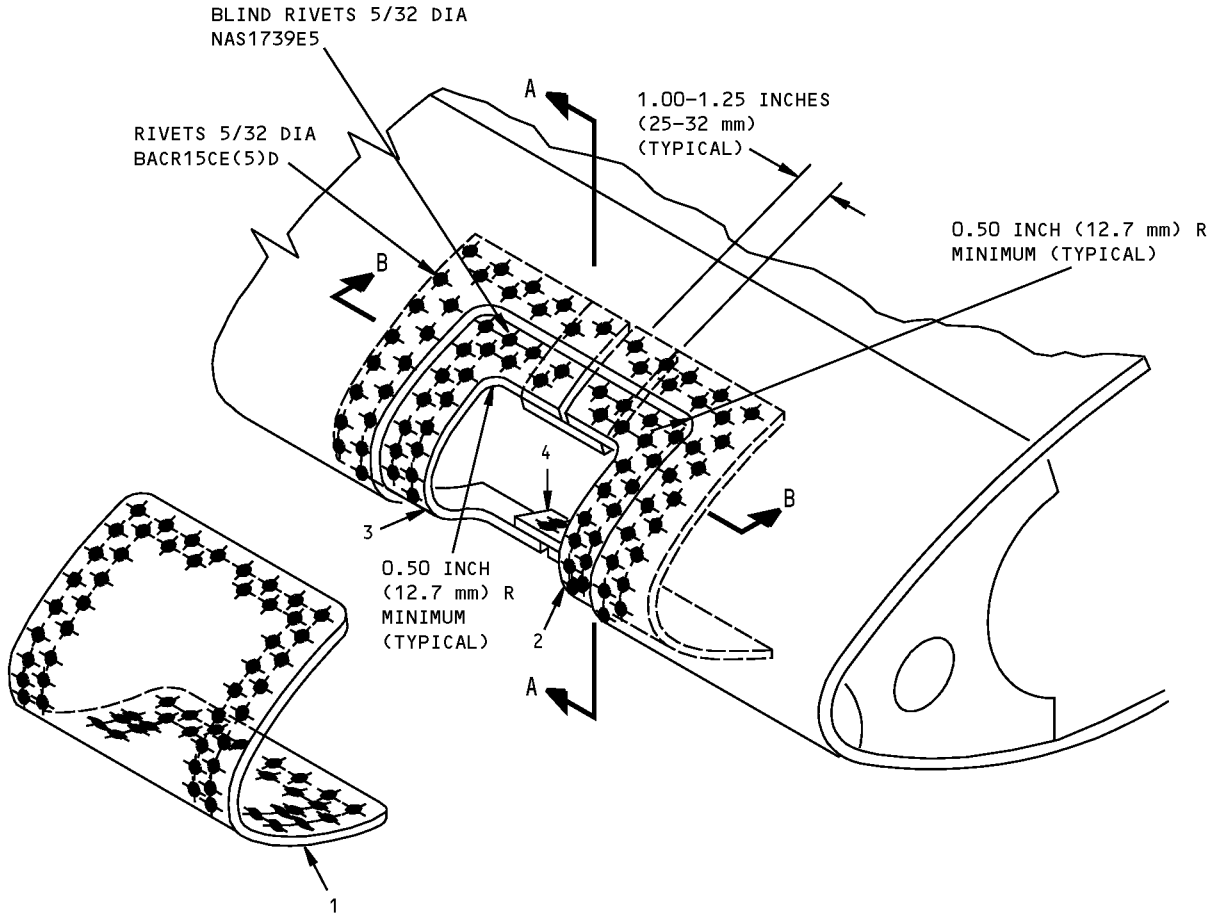 BLIND RIVETS 5/32 DIA
NAS1739E5
RIVETS 5/32 DIA
BACR15CE(5)D
A
1.00-1.25 INCHES
(25-32 mm)
(TYPICAL)
0.50 INCH (12.7 mm) R
MINIMUM (TYPICAL)
B
B
4
3
0.50 INCH
(12.7 mm) R
MINIMUM
(TYPICAL)
2
A
1